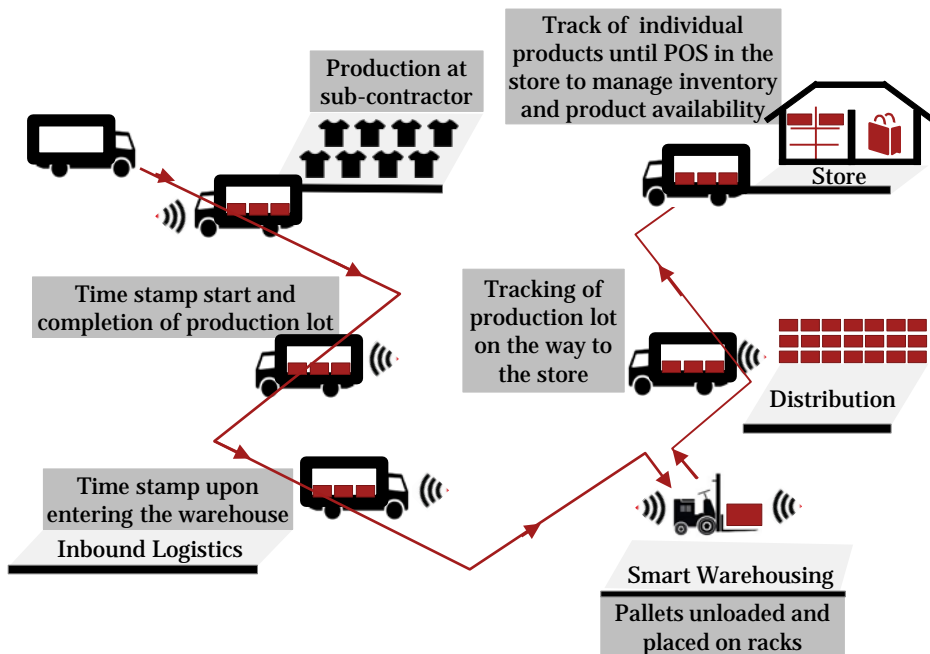 Production at
sub-contractor
Track of individual
products until POS in the
store to manage inventory
and product availability
Store
Time stamp start and
completion of production lot
Tracking of
production lot
on the way to
the store
Distribution
Time stamp upon
entering the warehouse
Inbound Logistics
Smart Warehousing
Pallets unloaded and
placed on racks